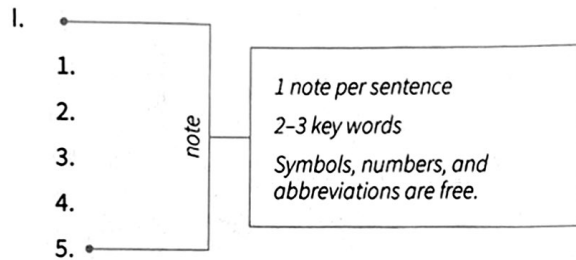 I.
1.
2.
3.
4.
5.
note
1 note per sentence
2–3 key words
Symbols, numbers, and
abbreviations are free.